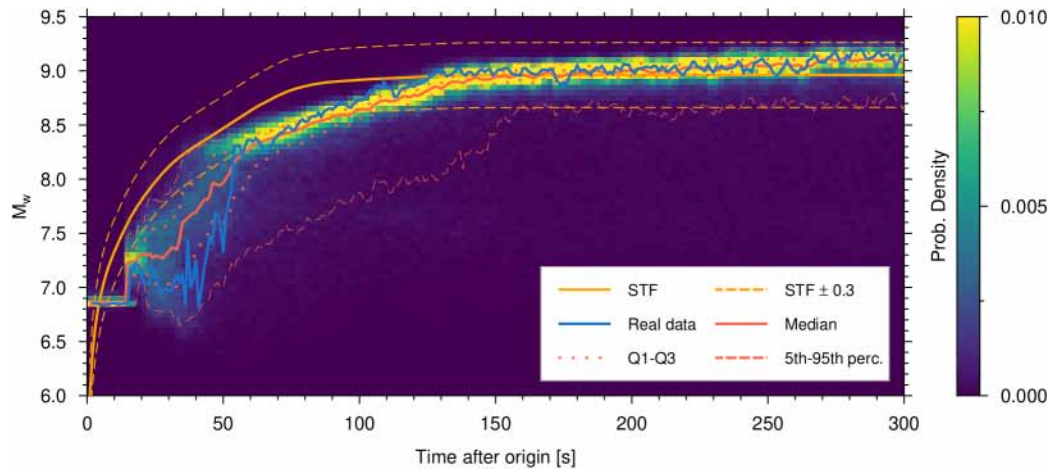 9.5
9.0
8.5
8.0
7.5
7.0
6.5
6.0
Mw
0 50 100 150 200 250 300
Time after origin [s]
STF STF ± 0.3
Real data Median
Q1-Q3 5th-95th perc.
0.010
0.005
0.000
Prob. Density